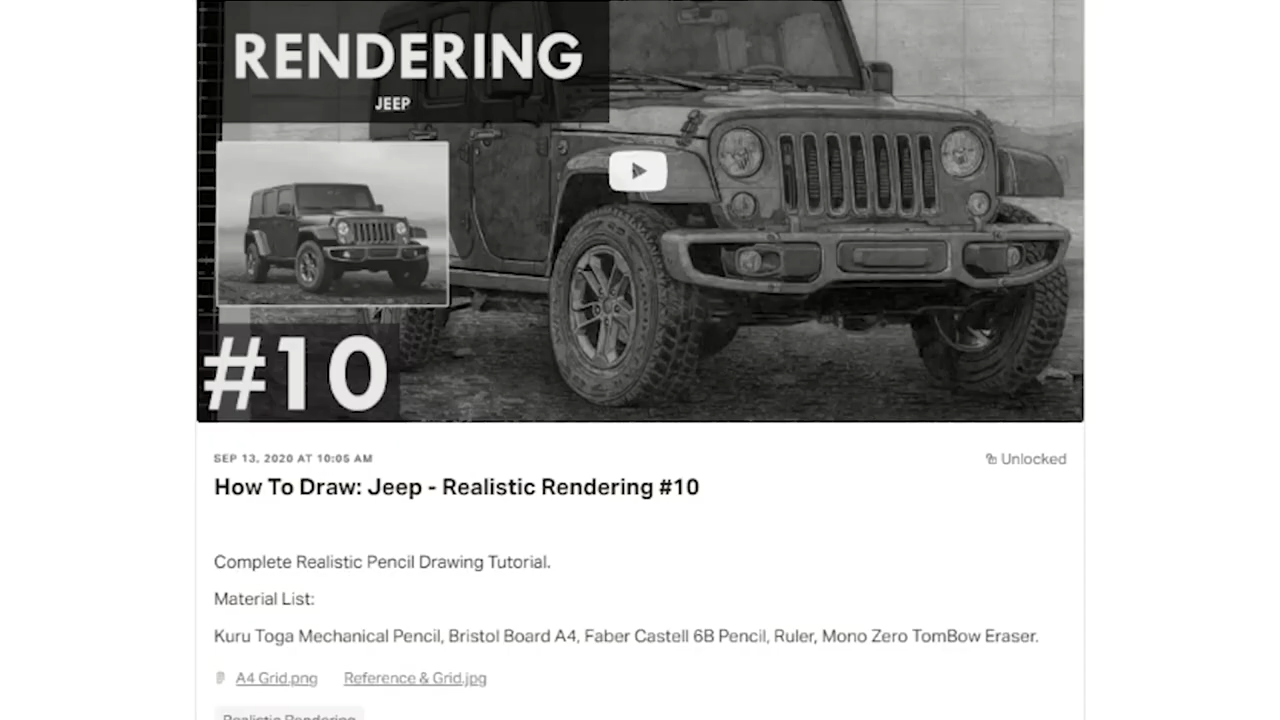 RENDERING
JEEP
#10
SEP 13, 2020 AT 10:05 AM
Unlocked
How To Draw: Jeep - Realistic Rendering #10
Complete Realistic Pencil Drawing Tutorial.
Material List:
Kuru Toga Mechanical Pencil, Bristol Board A4, Faber Castell 6B Pencil, Ruler, Mono Zero TomBow Eraser.
A4 Grid.png Reference & Grid.jpg
Realistic Rendering